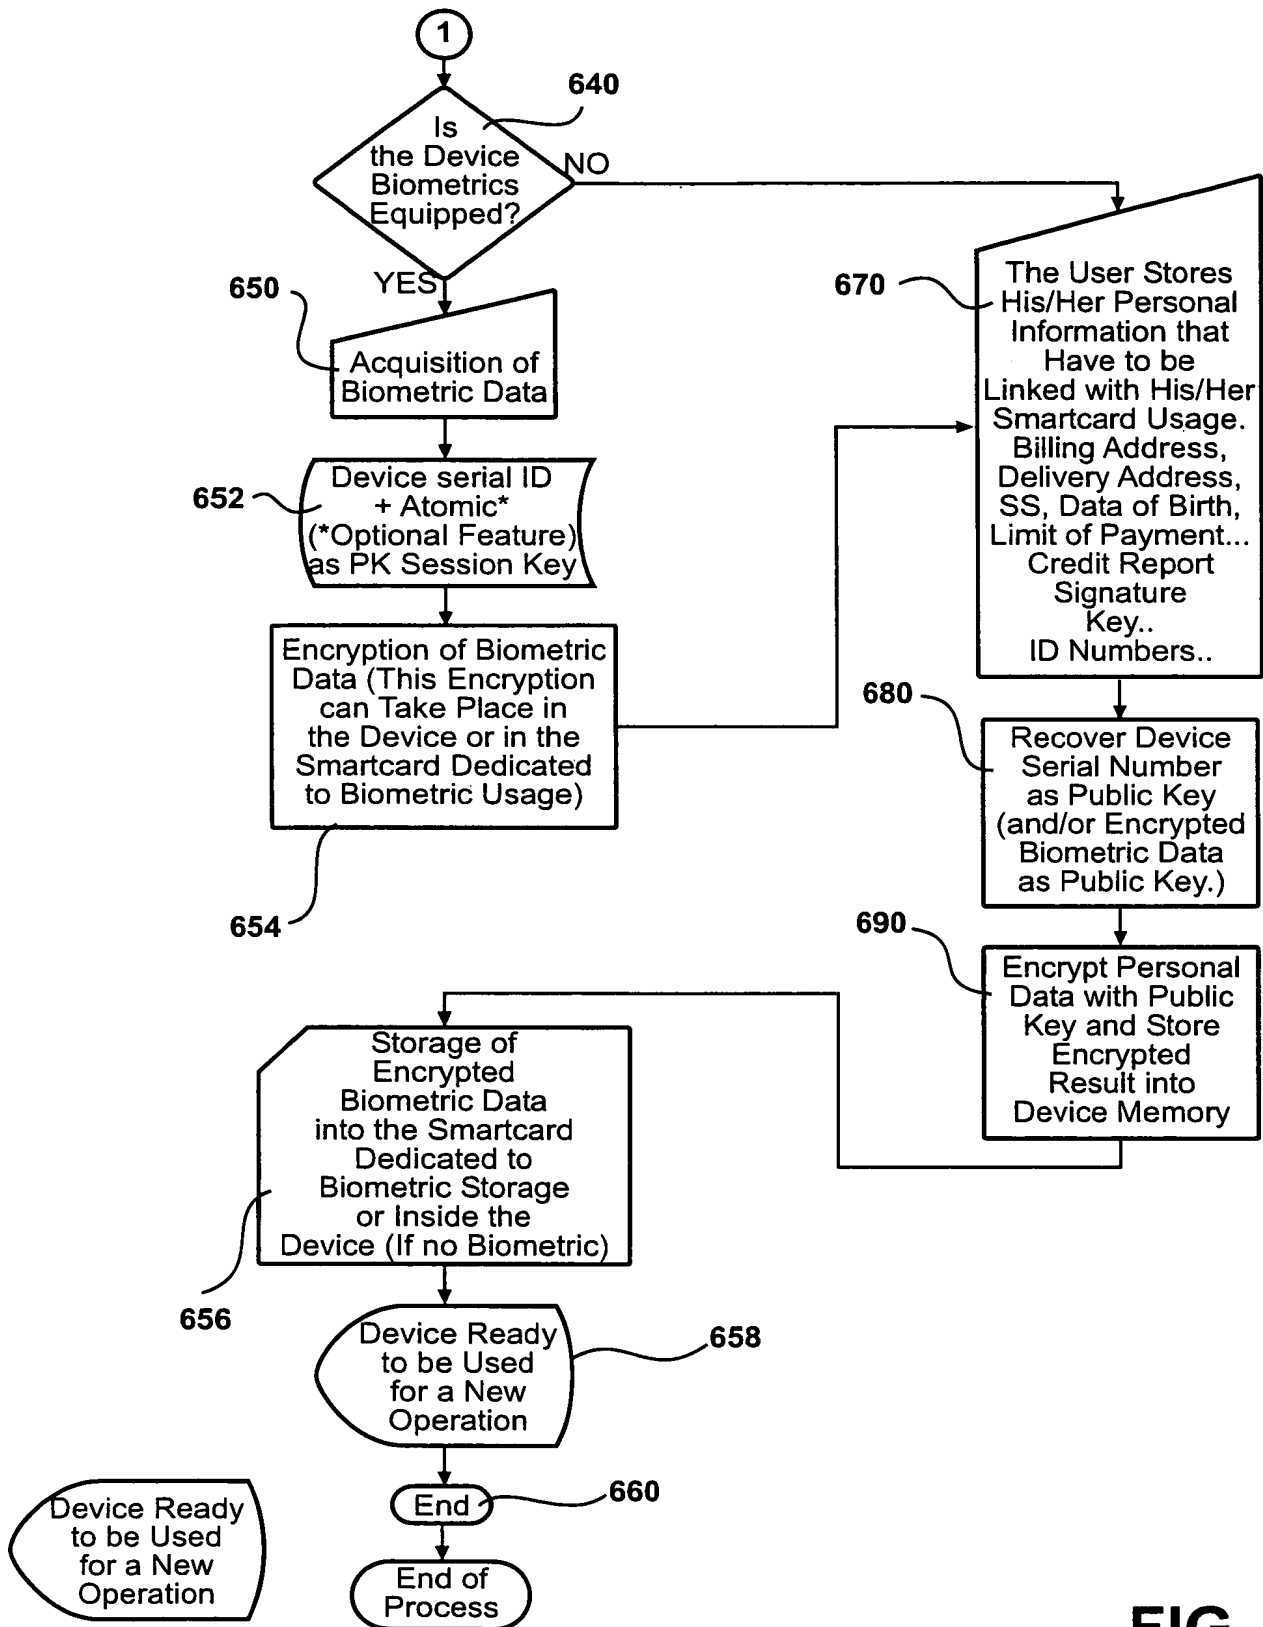 1
640
Is
the Device
Biometrics
Equipped?
NO
YES
650
Acquisition of
Biometric Data
652
Device serial ID
+ Atomic*
(*Optional Feature)
as PK Session Key
Encryption of Biometric
Data (This Encryption
can Take Place in
the Device or in the
Smartcard Dedicated
to Biometric Usage)
654
670
The User Stores
His/Her Personal
Information that
Have to be
Linked with His/Her
Smartcard Usage.
Billing Address,
Delivery Address,
SS, Data of Birth,
Limit of Payment...
Credit Report
Signature
Key..
ID Numbers..
680
Recover Device
Serial Number
as Public Key
(and/or Encrypted
Biometric Data
as Public Key.)
690
Encrypt Personal
Data with Public
Key and Store
Encrypted
Result into
Device Memory
Storage of
Encrypted
Biometric Data
into the Smartcard
Dedicated to
Biometric Storage
or Inside the
Device (If no Biometric)
656
Device Ready
to be Used
for a New
Operation
658
End
660
End of
Process
Device Ready
to be Used
for a New
Operation
FIG